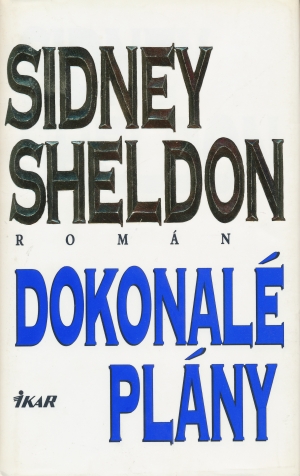 SIDNEY
SHELDON
ROMÁN
DOKONALÉ
PLÁNY
IKAR